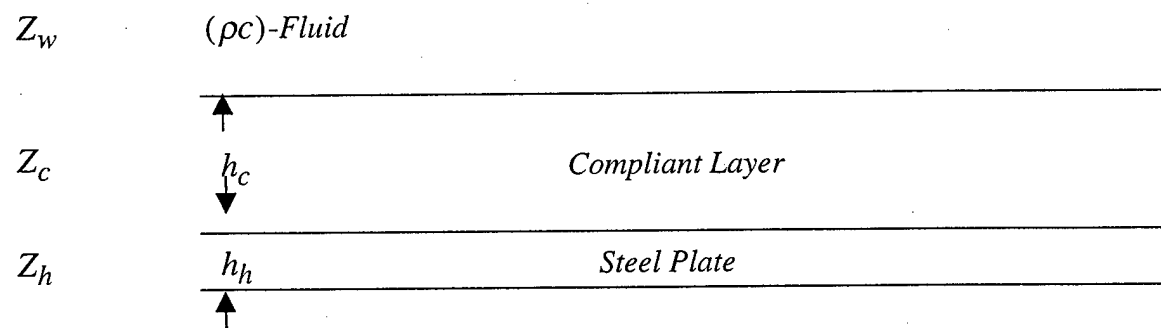 Z_w (ρc)-Fluid
Z_c h_c Compliant Layer
Z_h h_h Steel Plate